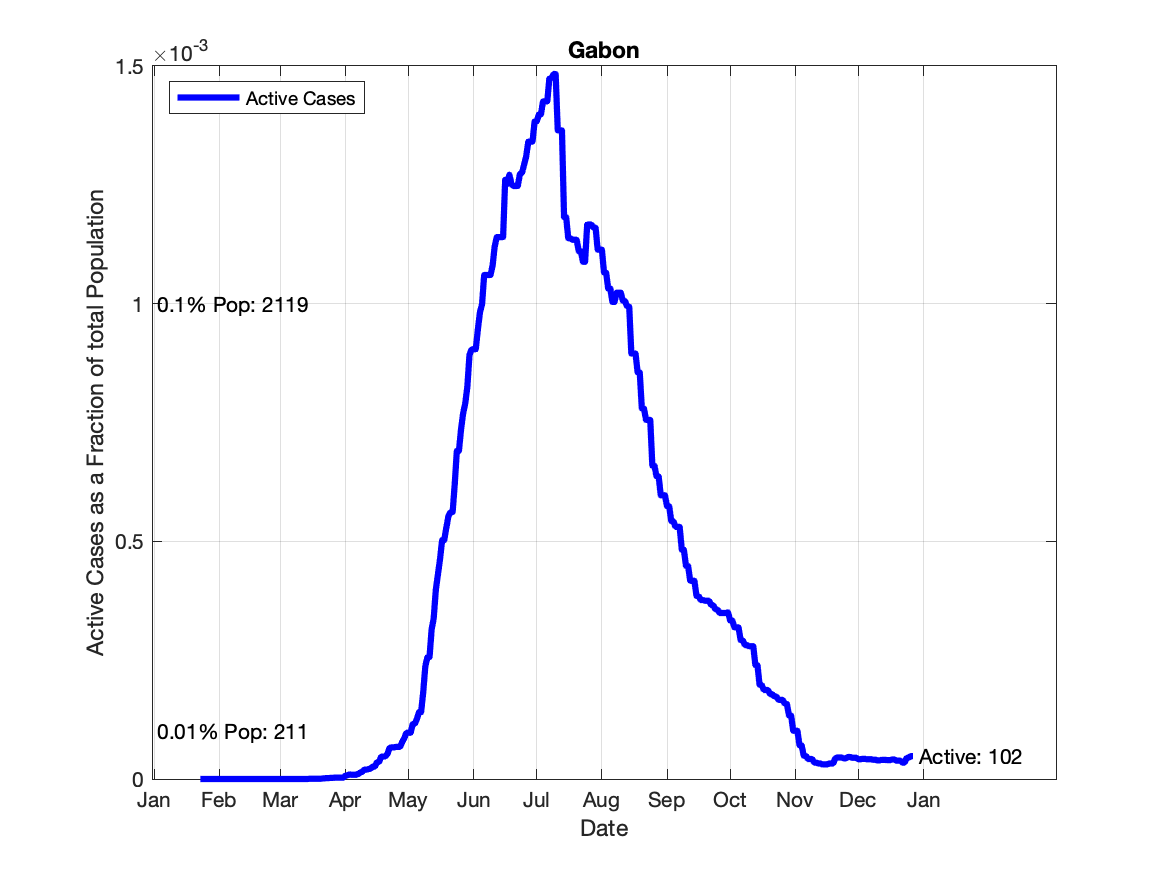 Gabon
×10-3
1.5
1
0.5
0
Active Cases
0.1% Pop: 2119
0.01% Pop: 211
Active: 102
Active Cases as a Fraction of total Population
Jan Feb Mar Apr May Jun Jul Aug Sep Oct Nov Dec Jan
Date